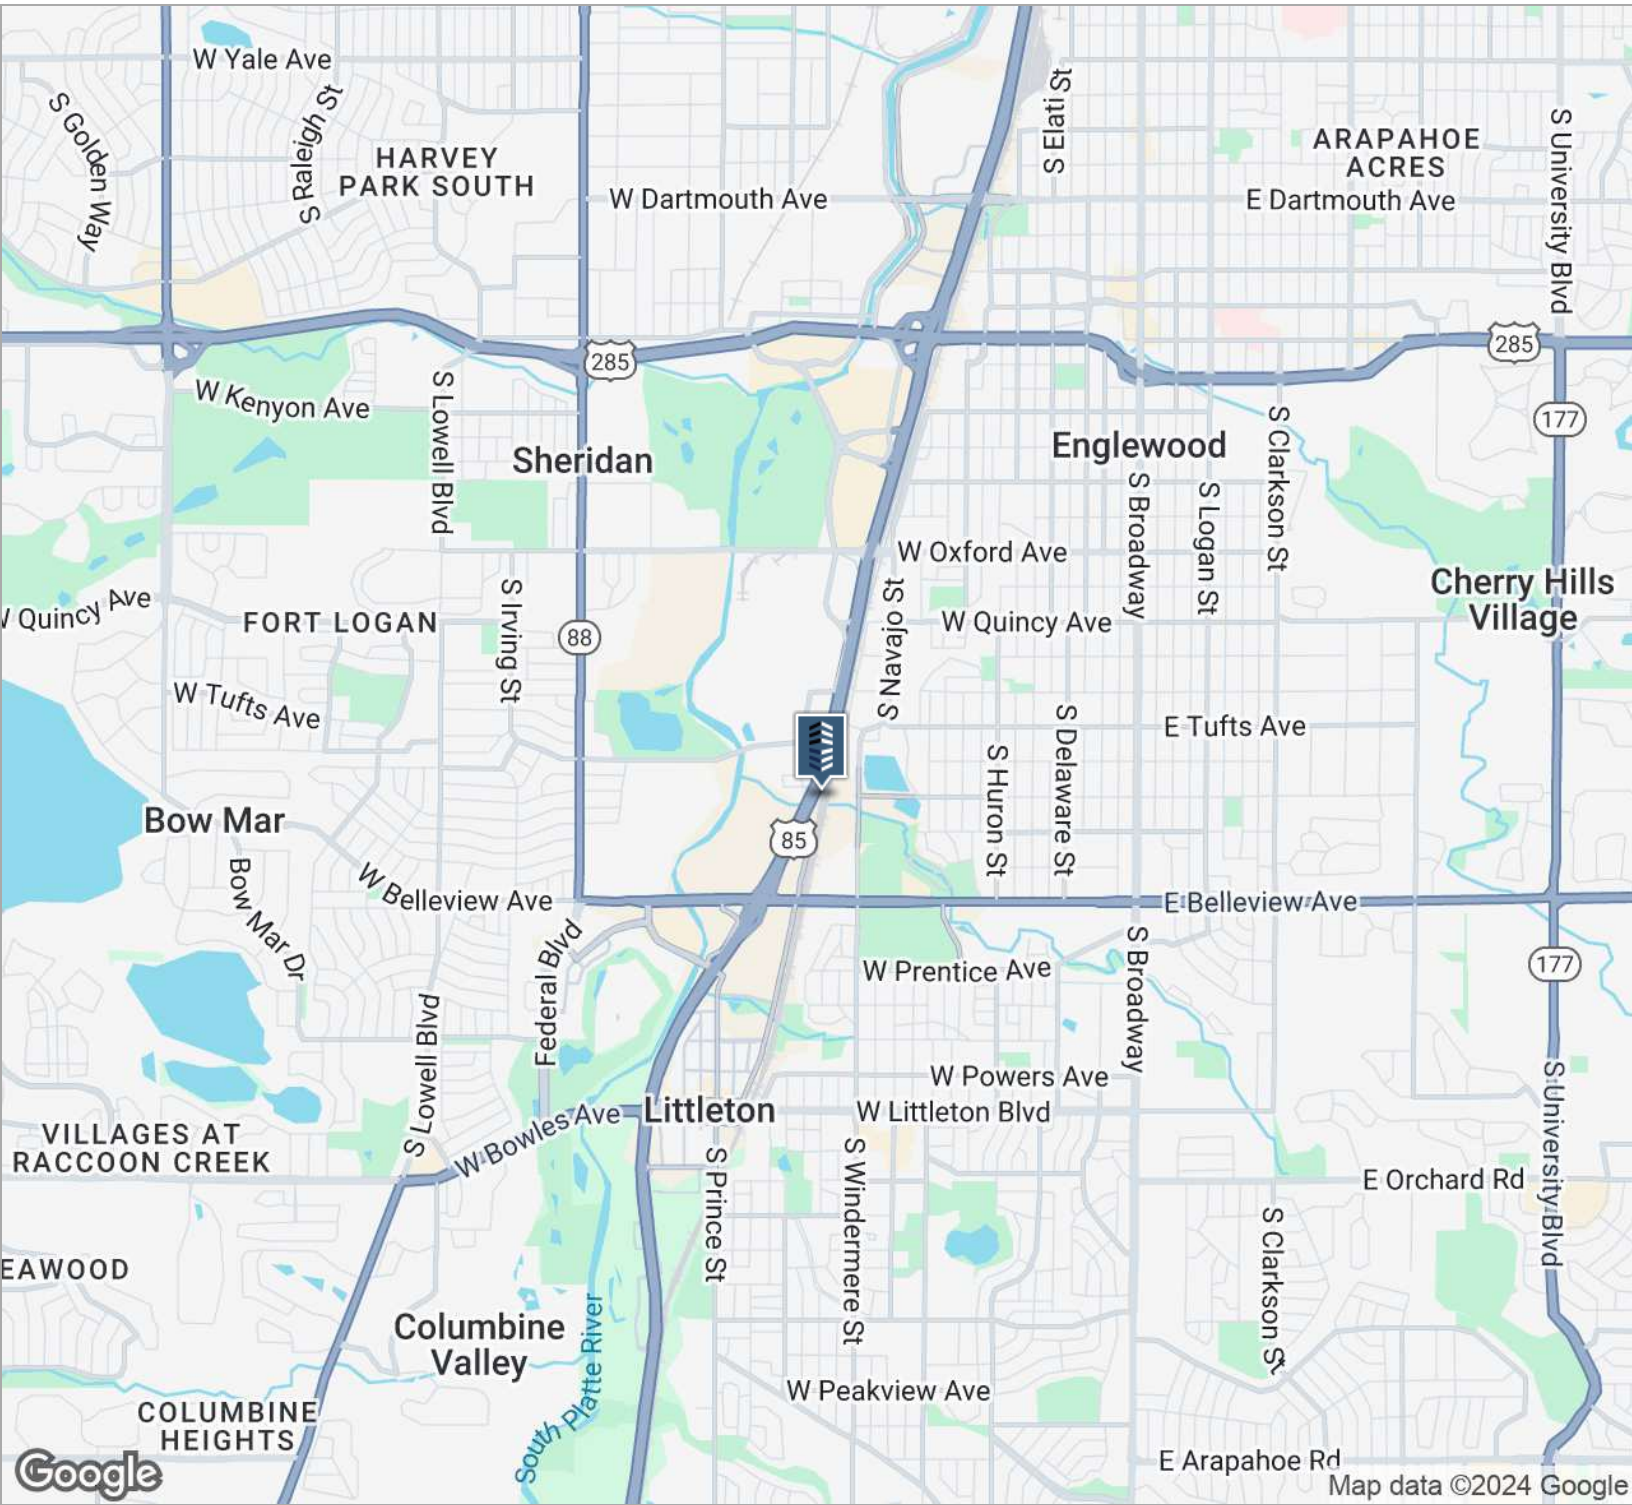 W Yale Ave
S Golden Way
S Raleigh St
HARVEY
PARK SOUTH
S Elati St
ARAPAHOE
ACRES
S University Blvd
W Dartmouth Ave
E Dartmouth Ave
285
285
W Kenyon Ave
S Lowell Blvd
177
Sheridan
Englewood
S Clarkson St
S Broadway
S Logan St
W Oxford Ave
Cherry Hills
Village
W Quincy Ave
FORT LOGAN
S Irving St
88
S Navajo St
W Quincy Ave
W Tufts Ave
S Huron St
S Delaware St
E Tufts Ave
Bow Mar
85
Bow Mar Dr
W Belleview Ave
E Belleview Ave
Federal Blvd
W Prentice Ave
S Broadway
177
S Lowell Blvd
W Powers Ave
W Bowles Ave
Littleton
W Littleton Blvd
S University Blvd
VILLAGES AT
RACCOON CREEK
S Prince St
S Windermere St
E Orchard Rd
S Clarkson St
EAWOOD
Columbine
Valley
South Platte River
W Peakview Ave
COLUMBINE
HEIGHTS
E Arapahoe Rd
Google
Map data ©2024 Google